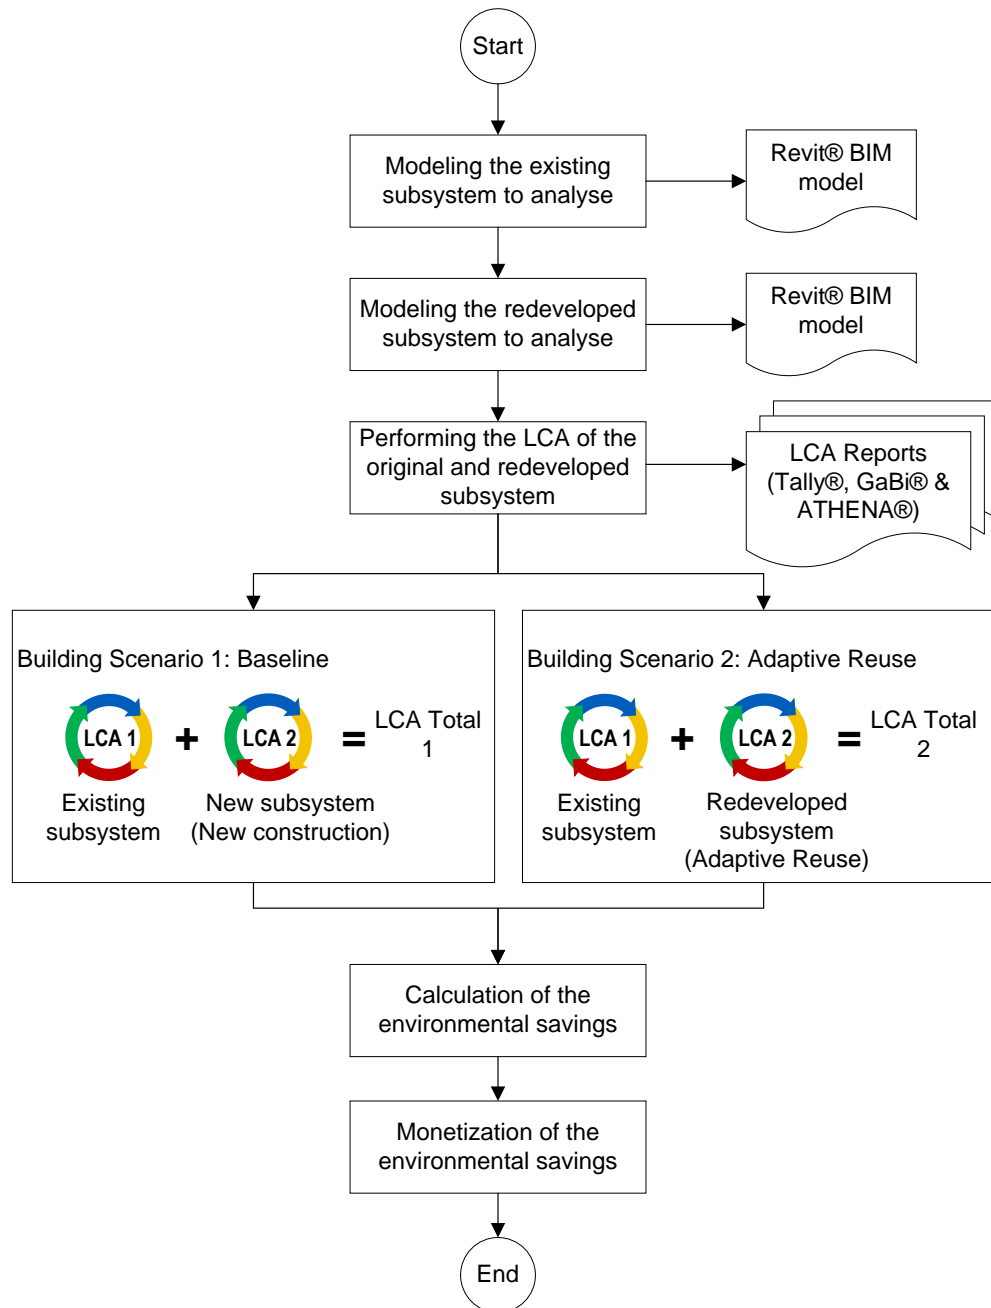 Start
Modeling the existing
subsystem to analyse
Revit® BIM
model
Modeling the redeveloped
subsystem to analyse
Revit® BIM
model
Performing the LCA of the
original and redeveloped
subsystem
LCA Reports
(Tally®, GaBi® &
ATHENA®)
Building Scenario 1: Baseline
LCA 1
+
LCA 2
=
LCA Total
1
Existing
subsystem
New subsystem
(New construction)
Building Scenario 2: Adaptive Reuse
LCA 1
+
LCA 2
=
LCA Total
2
Existing
subsystem
Redeveloped
subsystem
(Adaptive Reuse)
Calculation of the
environmental savings
Monetization of the
environmental savings
End